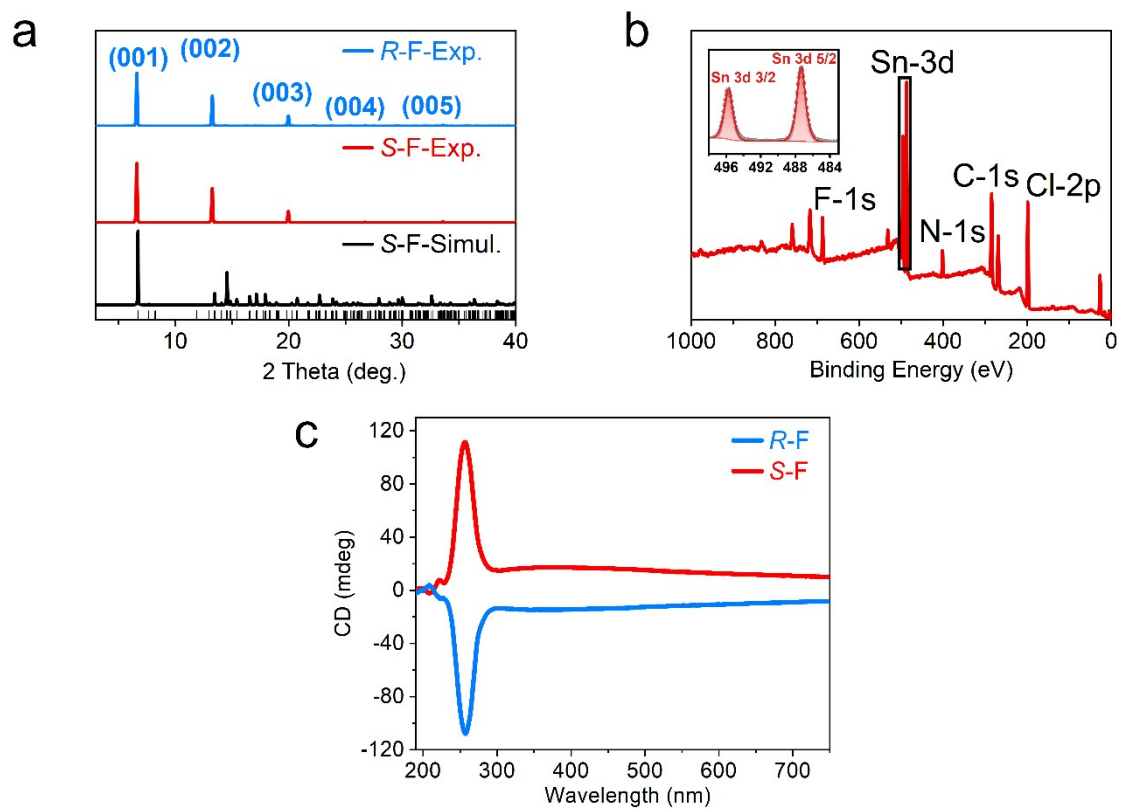 a
(001)
(002)
(003)
(004)
(005)
R-F-Exp.
S-F-Exp.
S-F-Simul.
10
20
30
40
2 Theta (deg.)
b
Sn 3d 3/2
Sn 3d 5/2
496
492
488
484
Sn-3d
F-1s
N-1s
C-1s
Cl-2p
1000
800
600
400
200
0
Binding Energy (eV)
c
R-F
S-F
120
80
40
0
-40
-80
-120
CD (mdeg)
200
300
400
500
600
700
Wavelength (nm)